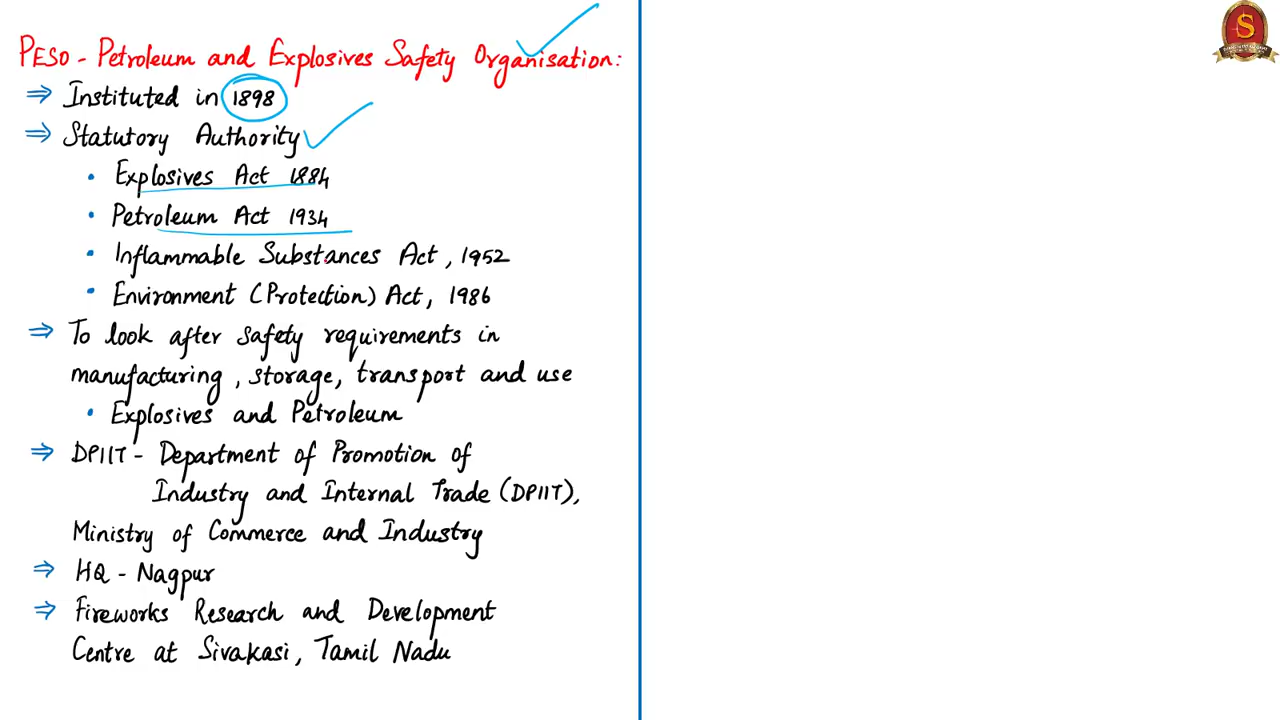 PESO - Petroleum and Explosives Safety Organisation:
⇒ Instituted in 1898
⇒ Statutory Authority
• Explosives Act 1884
• Petroleum Act 1934
• Inflammable Substances Act, 1952
• Environment (Protection) Act, 1986
⇒ To look after safety requirements in
manufacturing, storage, transport and use
• Explosives and Petroleum
⇒ DPIIT - Department of Promotion of
Industry and Internal Trade (DPIIT),
Ministry of Commerce and Industry
⇒ HQ - Nagpur
⇒ Fireworks Research and Development
Centre at Sivakasi, Tamil Nadu
S